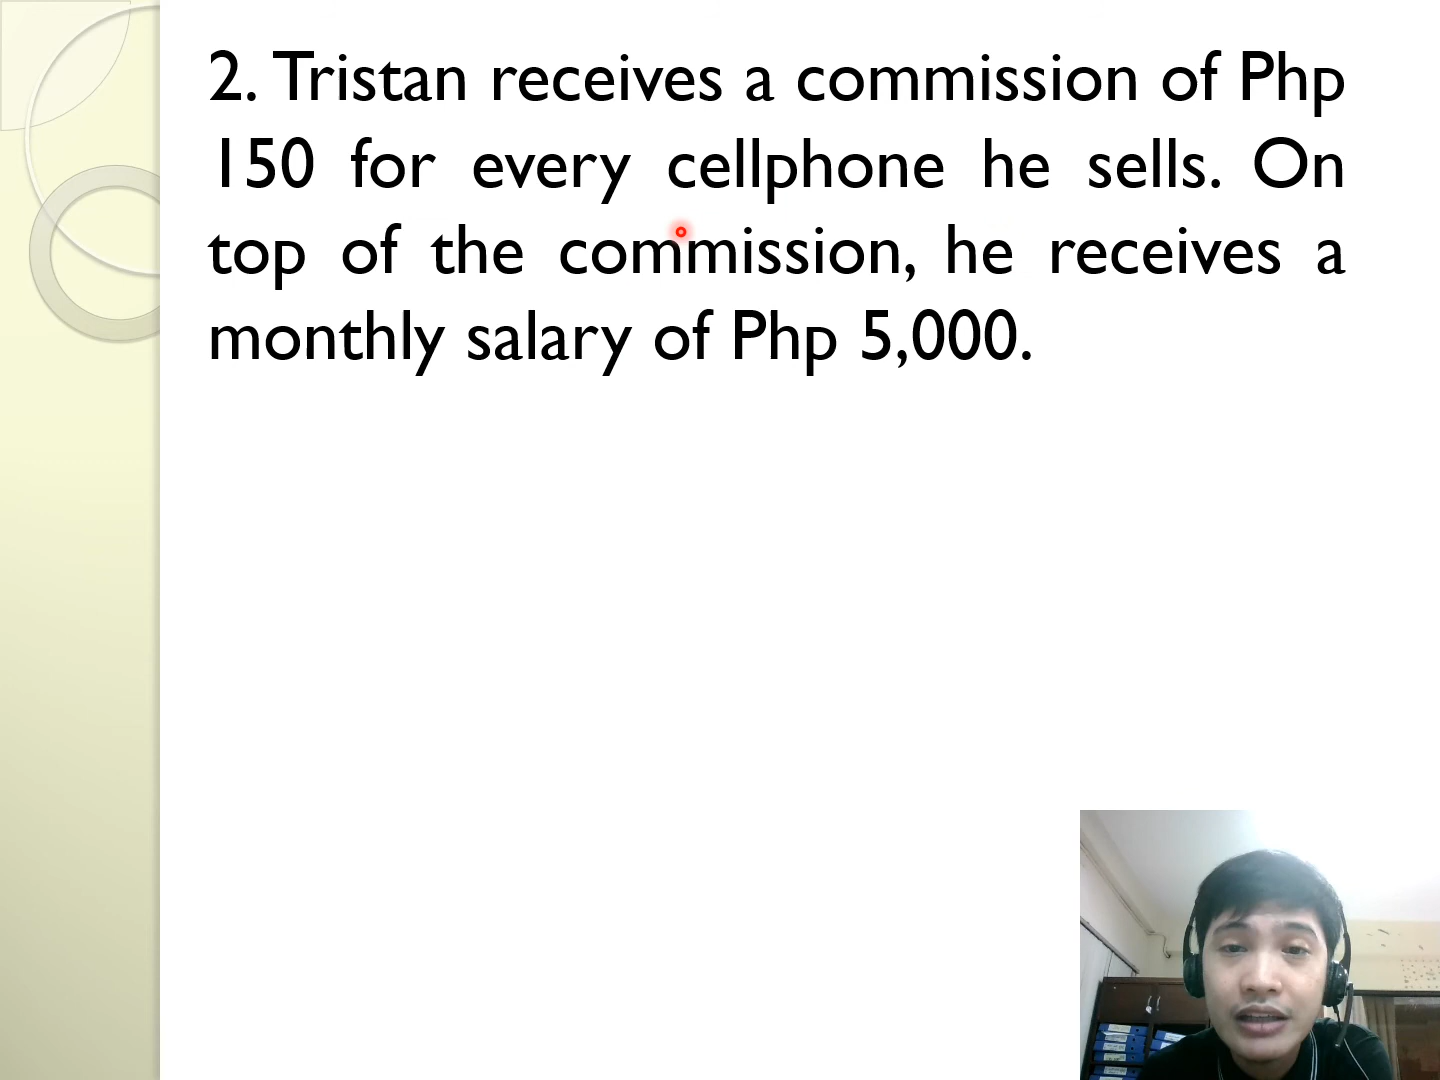 2. Tristan receives a commission of Php
150 for every cellphone he sells. On
top of the commission, he receives a
monthly salary of Php 5,000.